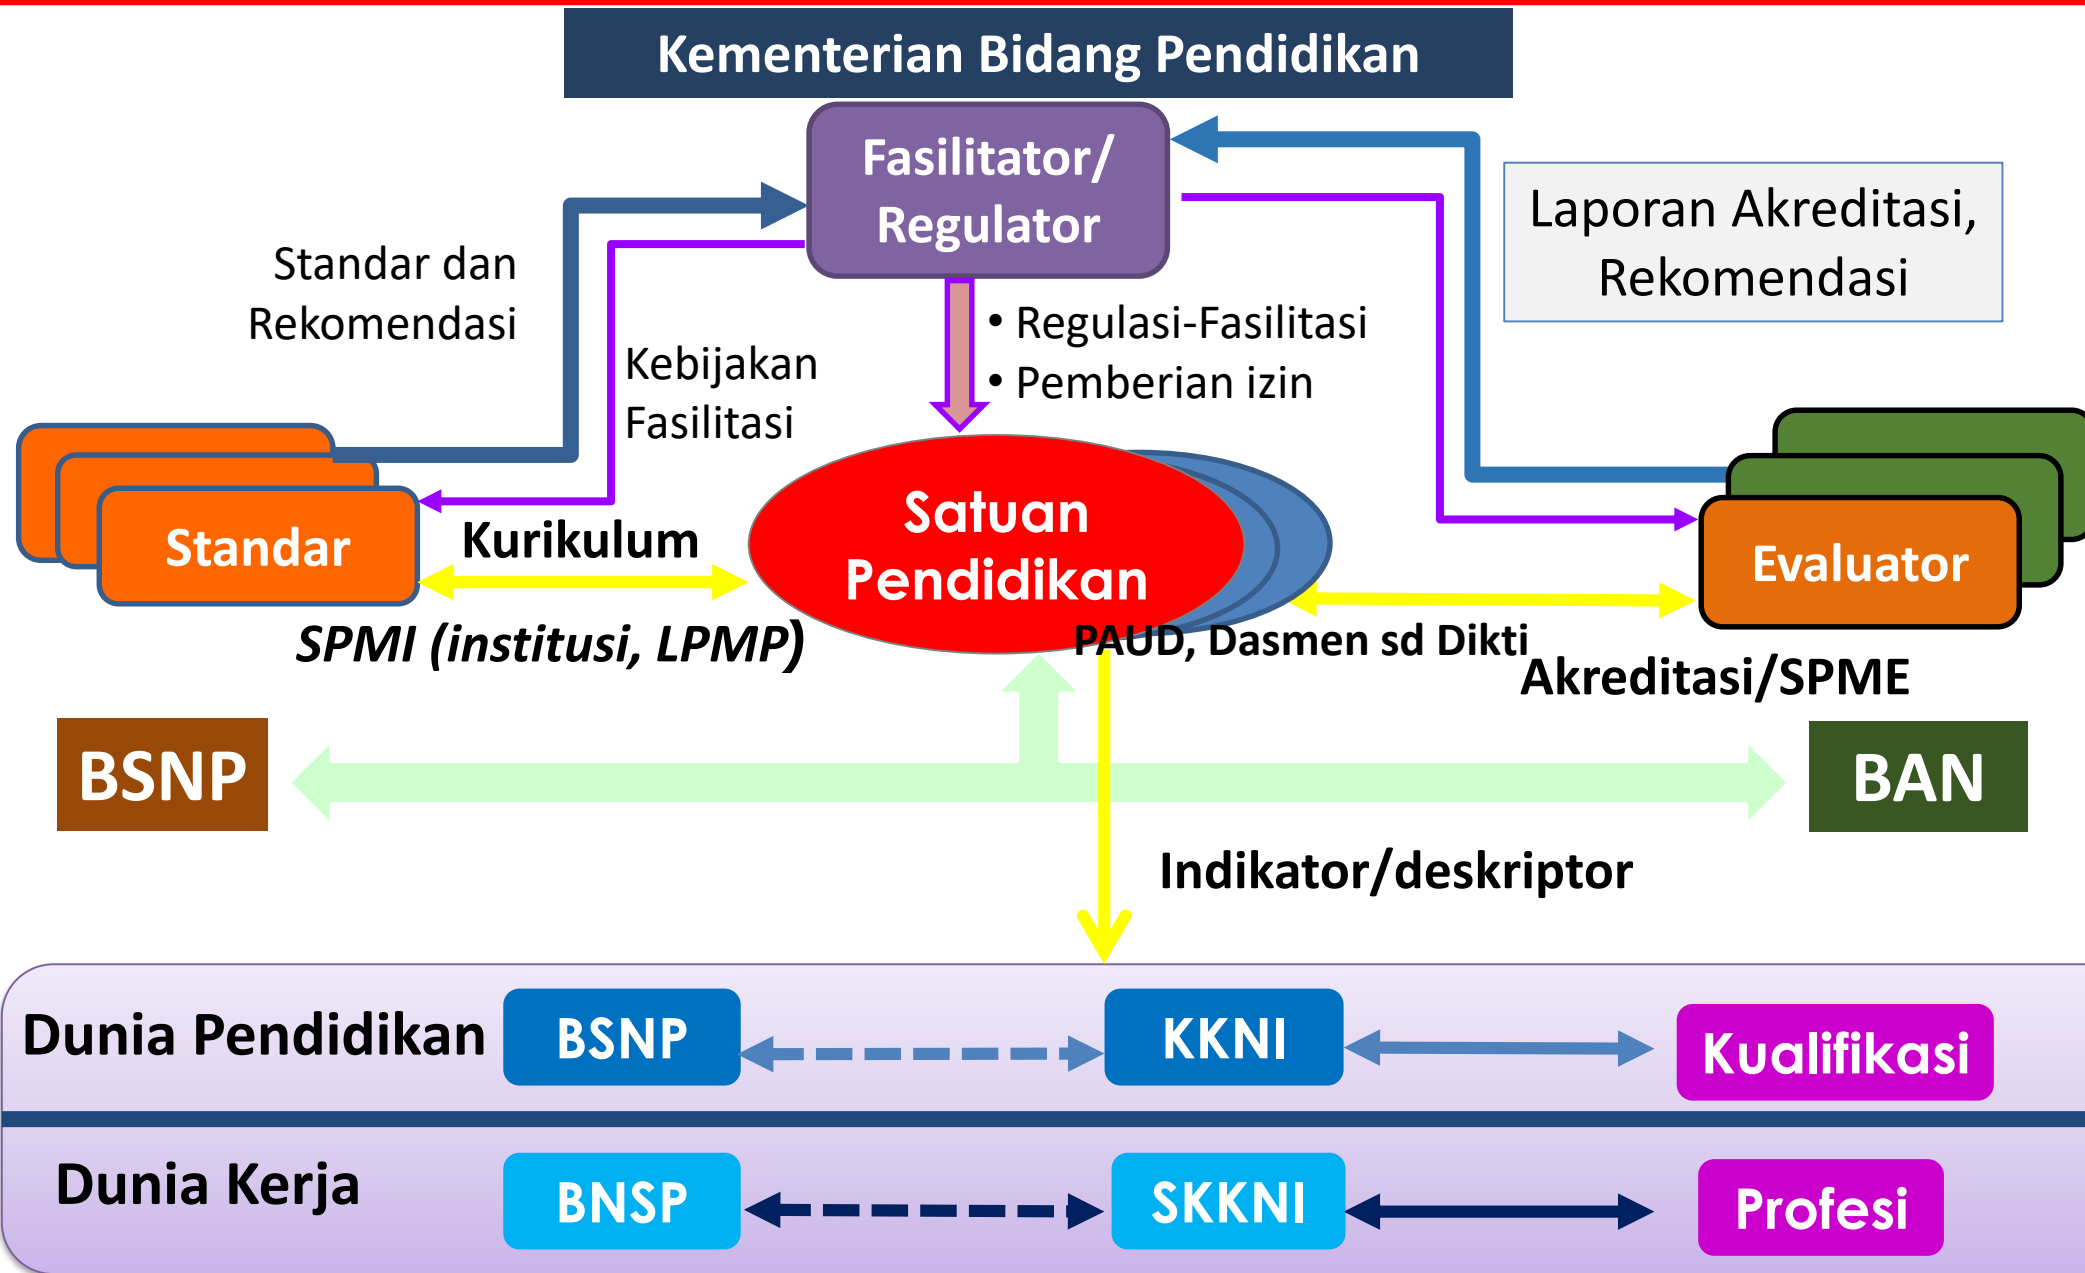 Kementerian Bidang Pendidikan
Fasilitator/
Regulator
Laporan Akreditasi,
Rekomendasi
Standar dan
Rekomendasi
Kebijakan
Fasilitasi
• Regulasi-Fasilitasi
• Pemberian izin
Standar
Kurikulum
Satuan
Pendidikan
Evaluator
SPMI (institusi, LPMP)
PAUD, Dasmen sd Dikti
Akreditasi/SPME
BSNP
BAN
Indikator/deskriptor
Dunia Pendidikan
BSNP
KKNI
Kualifikasi
Dunia Kerja
BNSP
SKKNI
Profesi